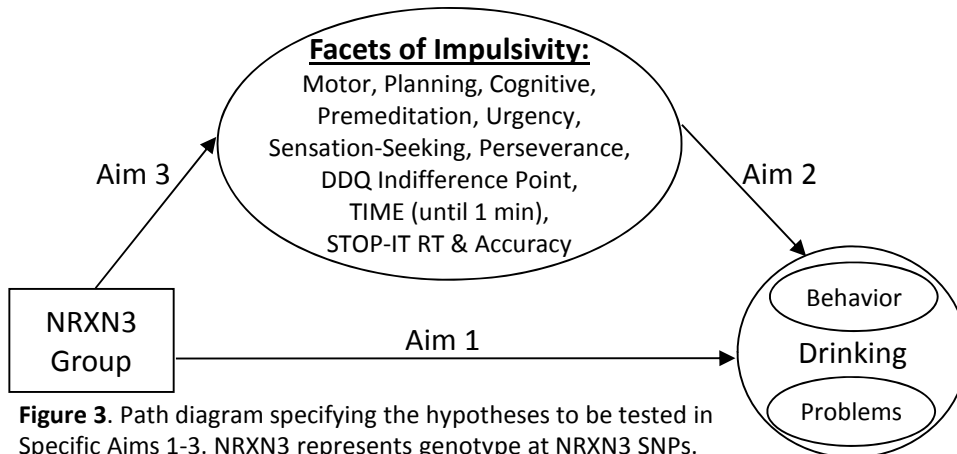 Facets of Impulsivity:
Motor, Planning, Cognitive,
Premeditation, Urgency,
Sensation-Seeking, Perseverance,
DDQ Indifference Point,
TIME (until 1 min),
STOP-IT RT & Accuracy
Aim 3
Aim 2
NRXN3
Group
Aim 1
Behavior
Drinking
Problems
Figure 3. Path diagram specifying the hypotheses to be tested in
Specific Aims 1-3. NRXN3 represents genotype at NRXN3 SNPs.